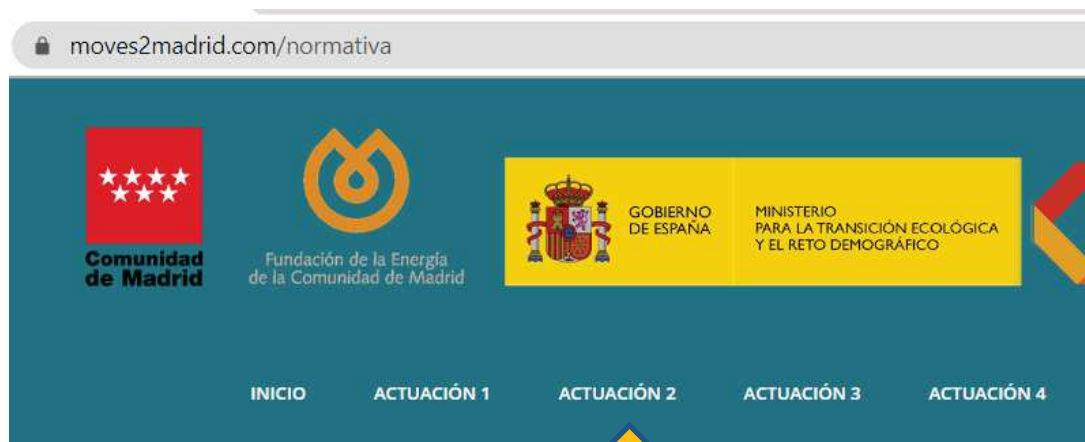 moves2madrid.com/normativa
Comunidad
de Madrid
Fundación de la Energía
de la Comunidad de Madrid
GOBIERNO
DE ESPAÑA
MINISTERIO
PARA LA TRANSICIÓN ECOLÓGICA
Y EL RETO DEMOGRÁFICO
INICIO ACTUACIÓN 1 ACTUACIÓN 2 ACTUACIÓN 3 ACTUACIÓN 4